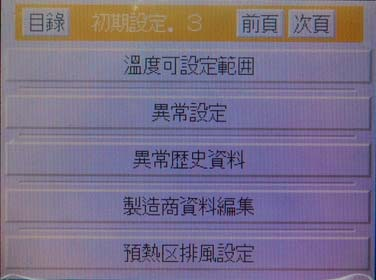 目錄 初期設定。3 前頁 次頁
溫度可設定範囲
異常設定
異常歴史資料
製造商資料編集
預熱区排風設定